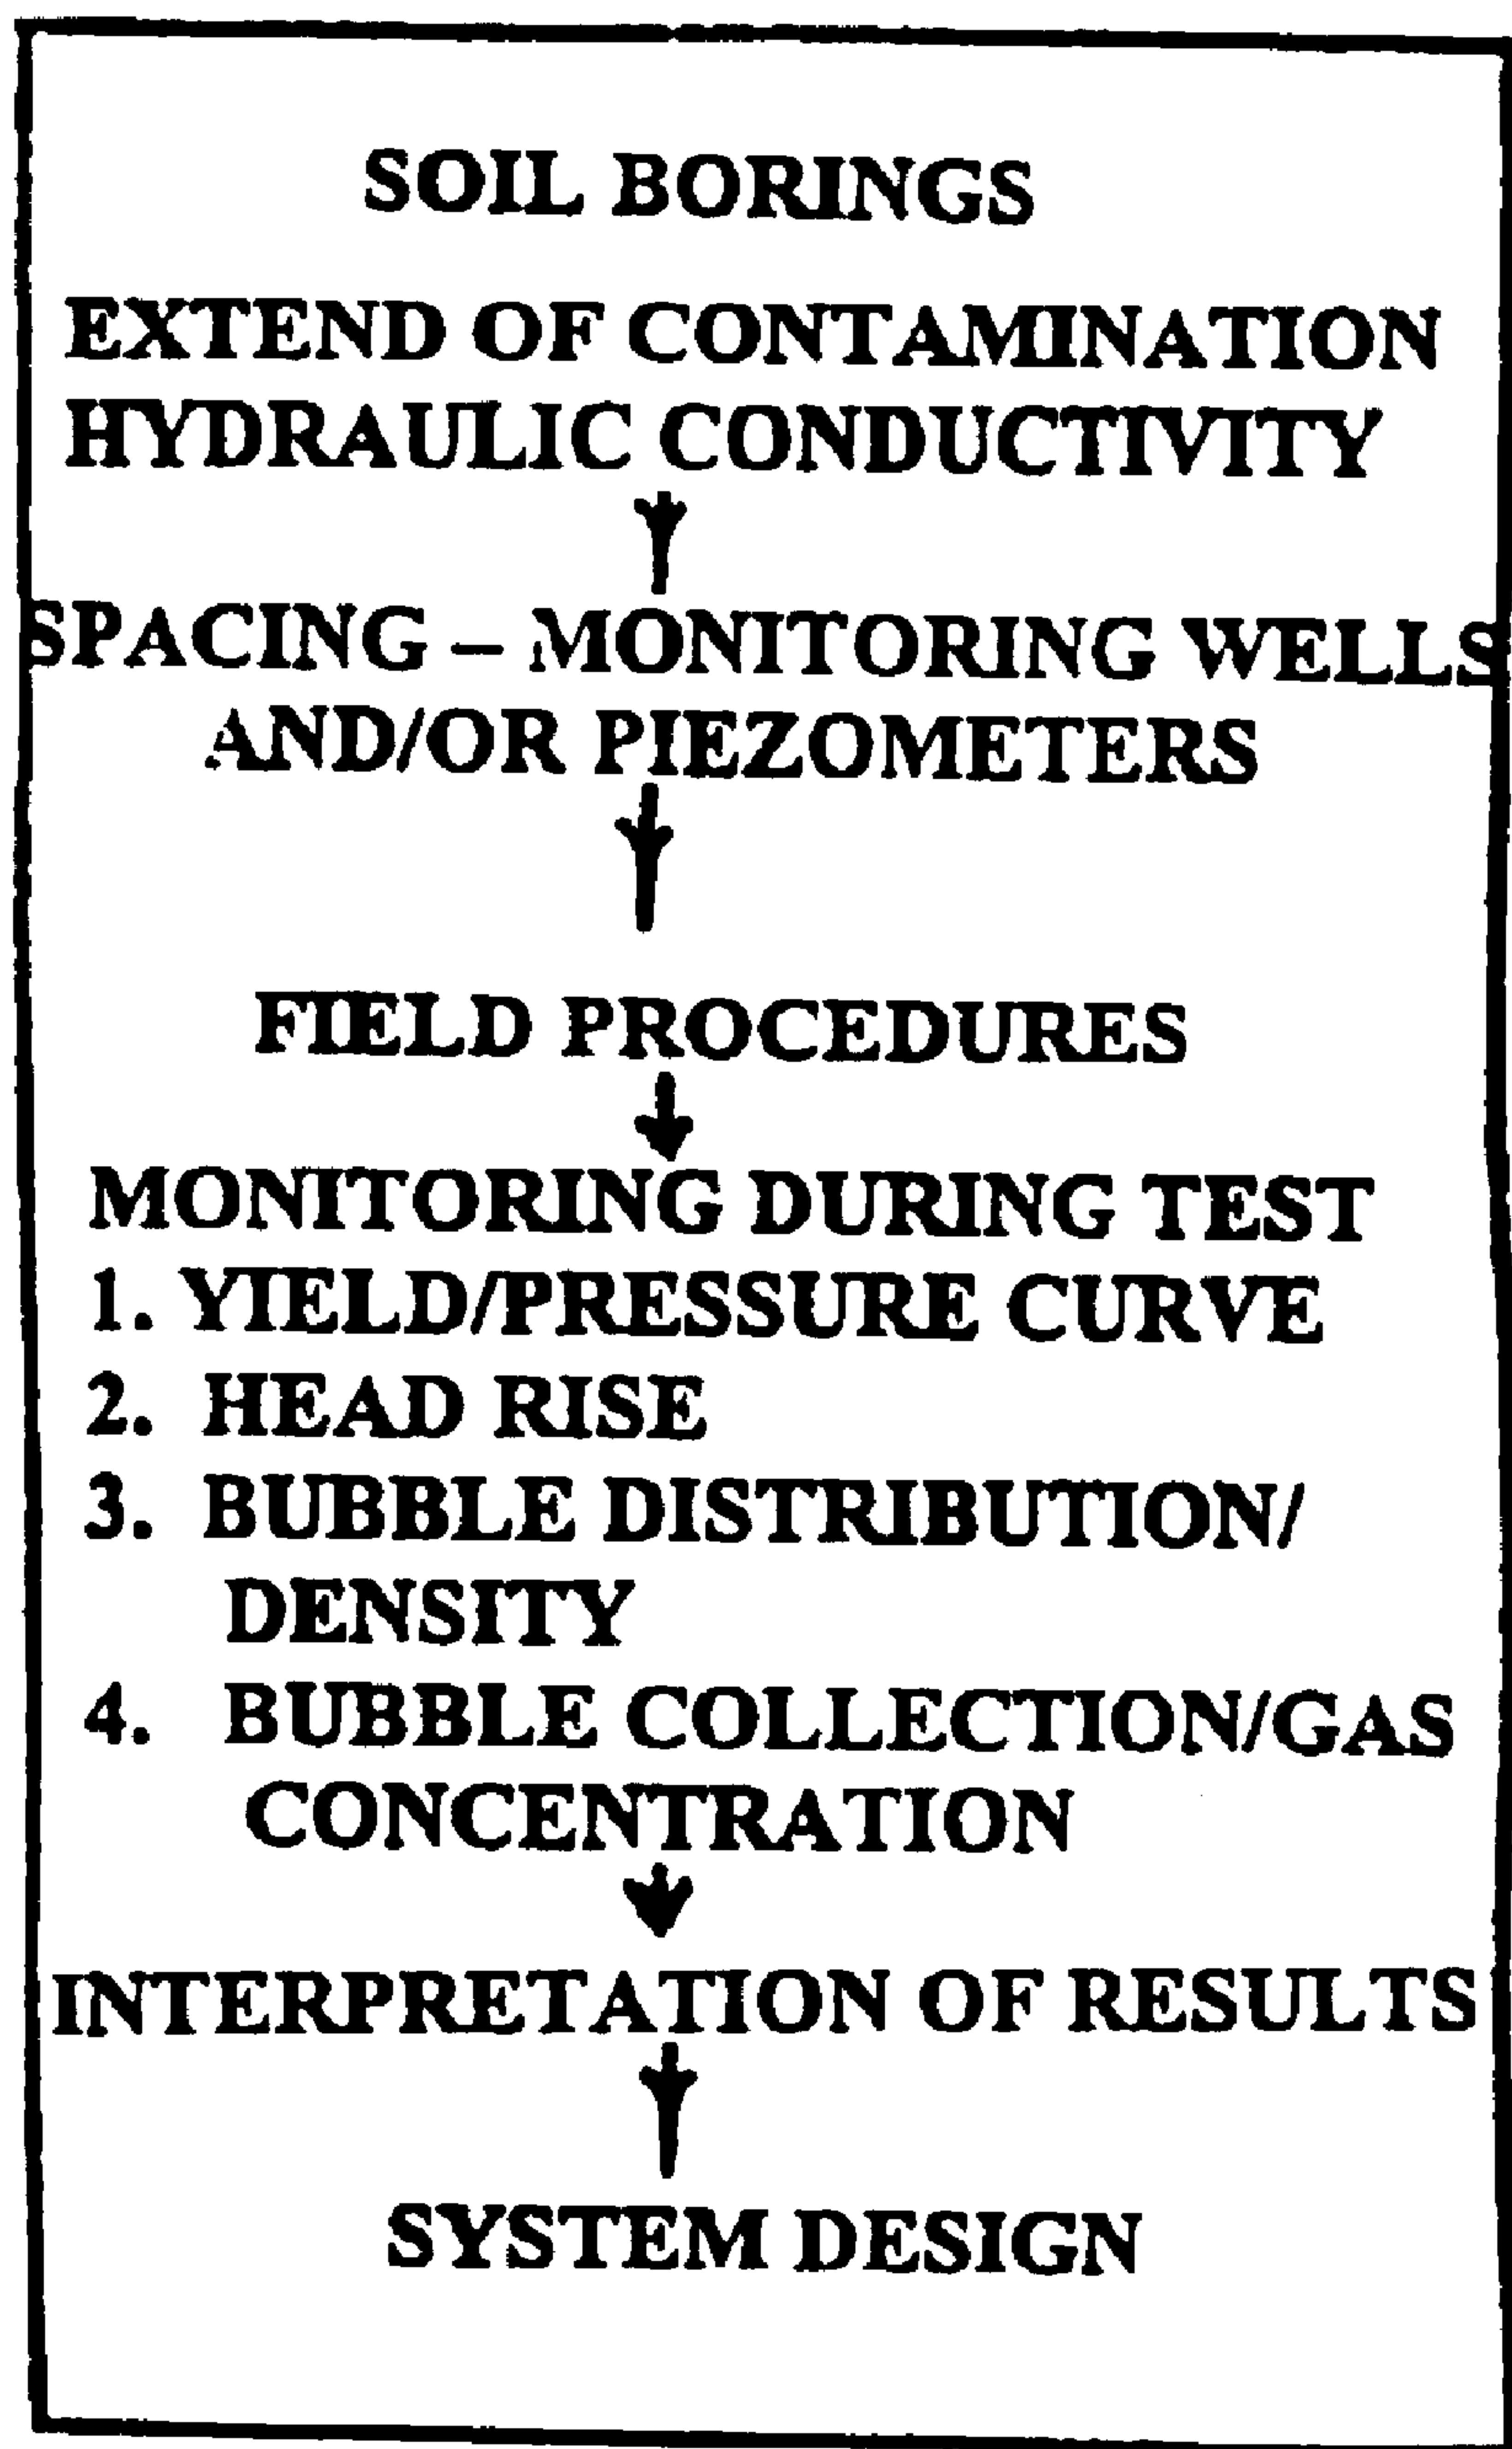 SOIL BORINGS
EXTEND OF CONTAMINATION
HYDRAULIC CONDUCTIVITY
SPACING – MONITORING WELLS
AND/OR PIEZOMETERS
FIELD PROCEDURES
MONITORING DURING TEST
1. YIELD/PRESSURE CURVE
2. HEAD RISE
3. BUBBLE DISTRIBUTION/
DENSITY
4. BUBBLE COLLECTION/GAS
CONCENTRATION
INTERPRETATION OF RESULTS
SYSTEM DESIGN